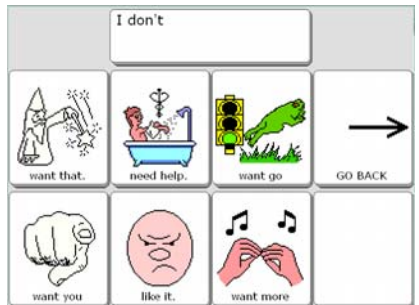 I don't
want that.
need help.
want go
GO BACK
want you
like it.
want more